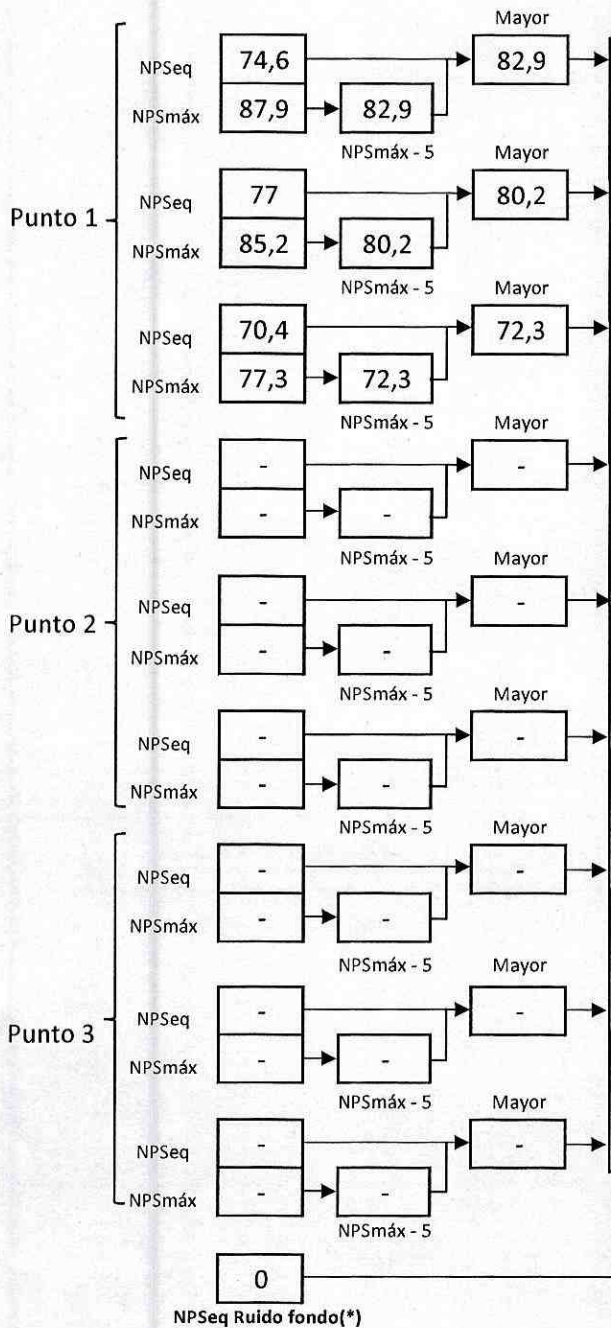 Mayor
NPSeq 74,6 82,9
NPSmáx 87,9 82,9
NPSmáx - 5
Mayor
NPSeq 77 80,2
NPSmáx 85,2 80,2
NPSmáx - 5
Punto 1
Mayor
NPSeq 70,4 72,3
NPSmáx 77,3 72,3
NPSmáx - 5
Mayor
NPSeq - -
NPSmáx - -
NPSmáx - 5
Mayor
NPSeq - -
Punto 2
NPSmáx - -
NPSmáx - 5
Mayor
NPSeq - -
NPSmáx - -
NPSmáx - 5
Mayor
NPSeq - -
NPSmáx - -
NPSmáx - 5
Mayor
NPSeq - -
Punto 3
NPSmáx - -
NPSmáx - 5
Mayor
NPSeq - -
NPSmáx - -
NPSmáx - 5
0
NPSeq Ruido fondo(*)